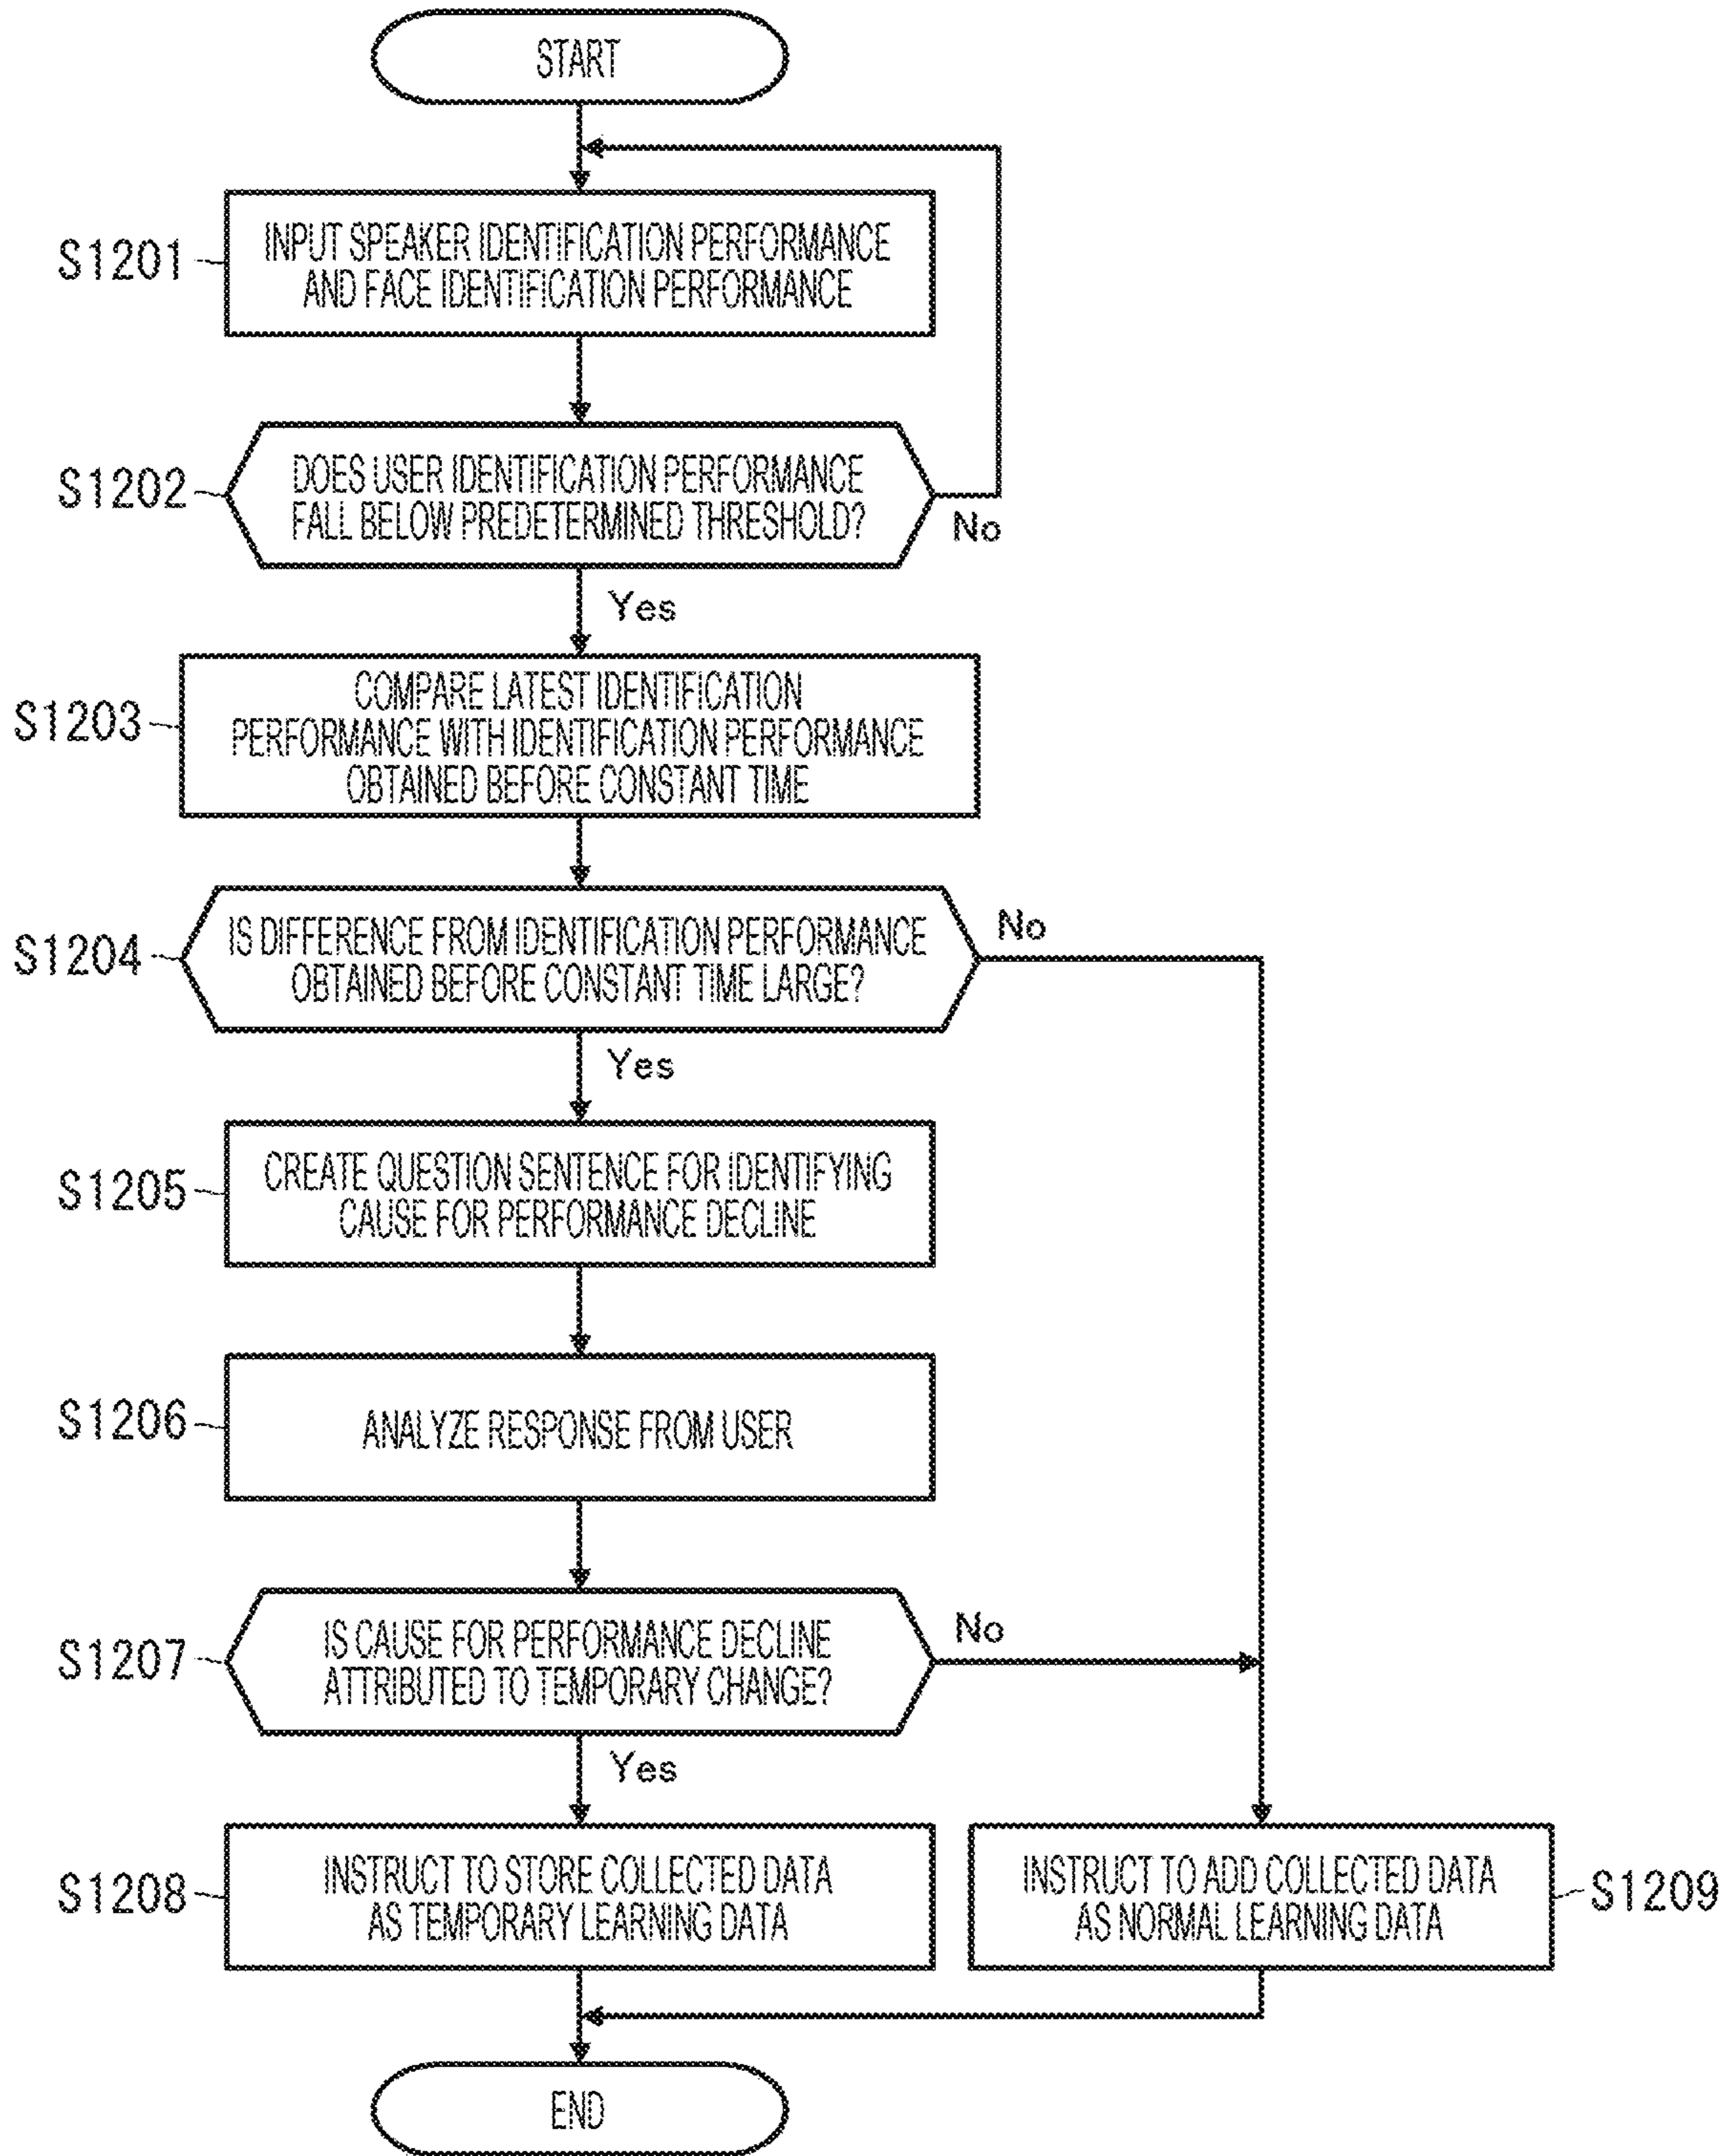 START
S1201
INPUT SPEAKER IDENTIFICATION PERFORMANCE
AND FACE IDENTIFICATION PERFORMANCE
S1202
DOES USER IDENTIFICATION PERFORMANCE
FALL BELOW PREDETERMINED THRESHOLD?
No
Yes
S1203
COMPARE LATEST IDENTIFICATION
PERFORMANCE WITH IDENTIFICATION PERFORMANCE
OBTAINED BEFORE CONSTANT TIME
S1204
IS DIFFERENCE FROM IDENTIFICATION PERFORMANCE
OBTAINED BEFORE CONSTANT TIME LARGE?
No
Yes
S1205
CREATE QUESTION SENTENCE FOR IDENTIFYING
CAUSE FOR PERFORMANCE DECLINE
S1206
ANALYZE RESPONSE FROM USER
S1207
IS CAUSE FOR PERFORMANCE DECLINE
ATTRIBUTED TO TEMPORARY CHANGE?
No
Yes
S1208
INSTRUCT TO STORE COLLECTED DATA
AS TEMPORARY LEARNING DATA
INSTRUCT TO ADD COLLECTED DATA
AS NORMAL LEARNING DATA
S1209
END